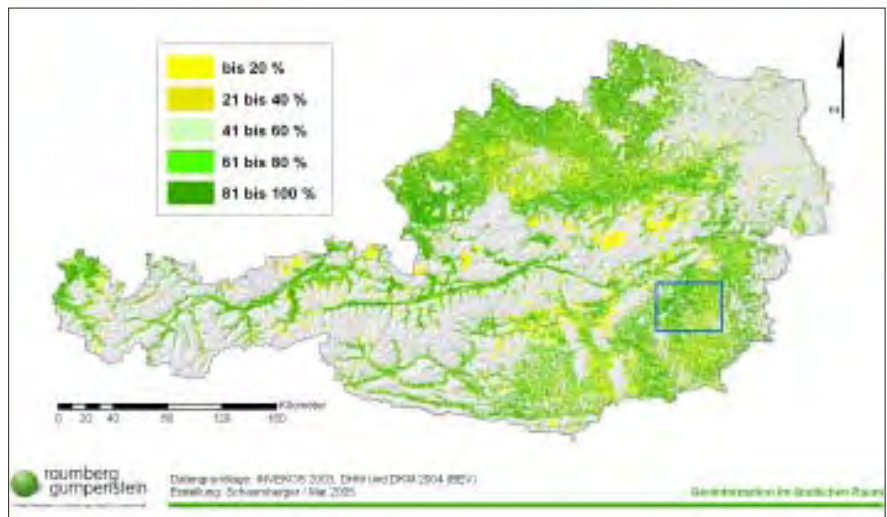 bis 20 %
21 bis 40 %
41 bis 60 %
61 bis 80 %
81 bis 100 %
Kilometer
0 20 40 80 120 160
raumberg
gumpenstein
Datengrundlage: INVEKOS 2003, DHM und DKM 2004 (BEV)
Erstellung: Schaumberger / Mai 2005
Geoinformation im ländlichen Raum